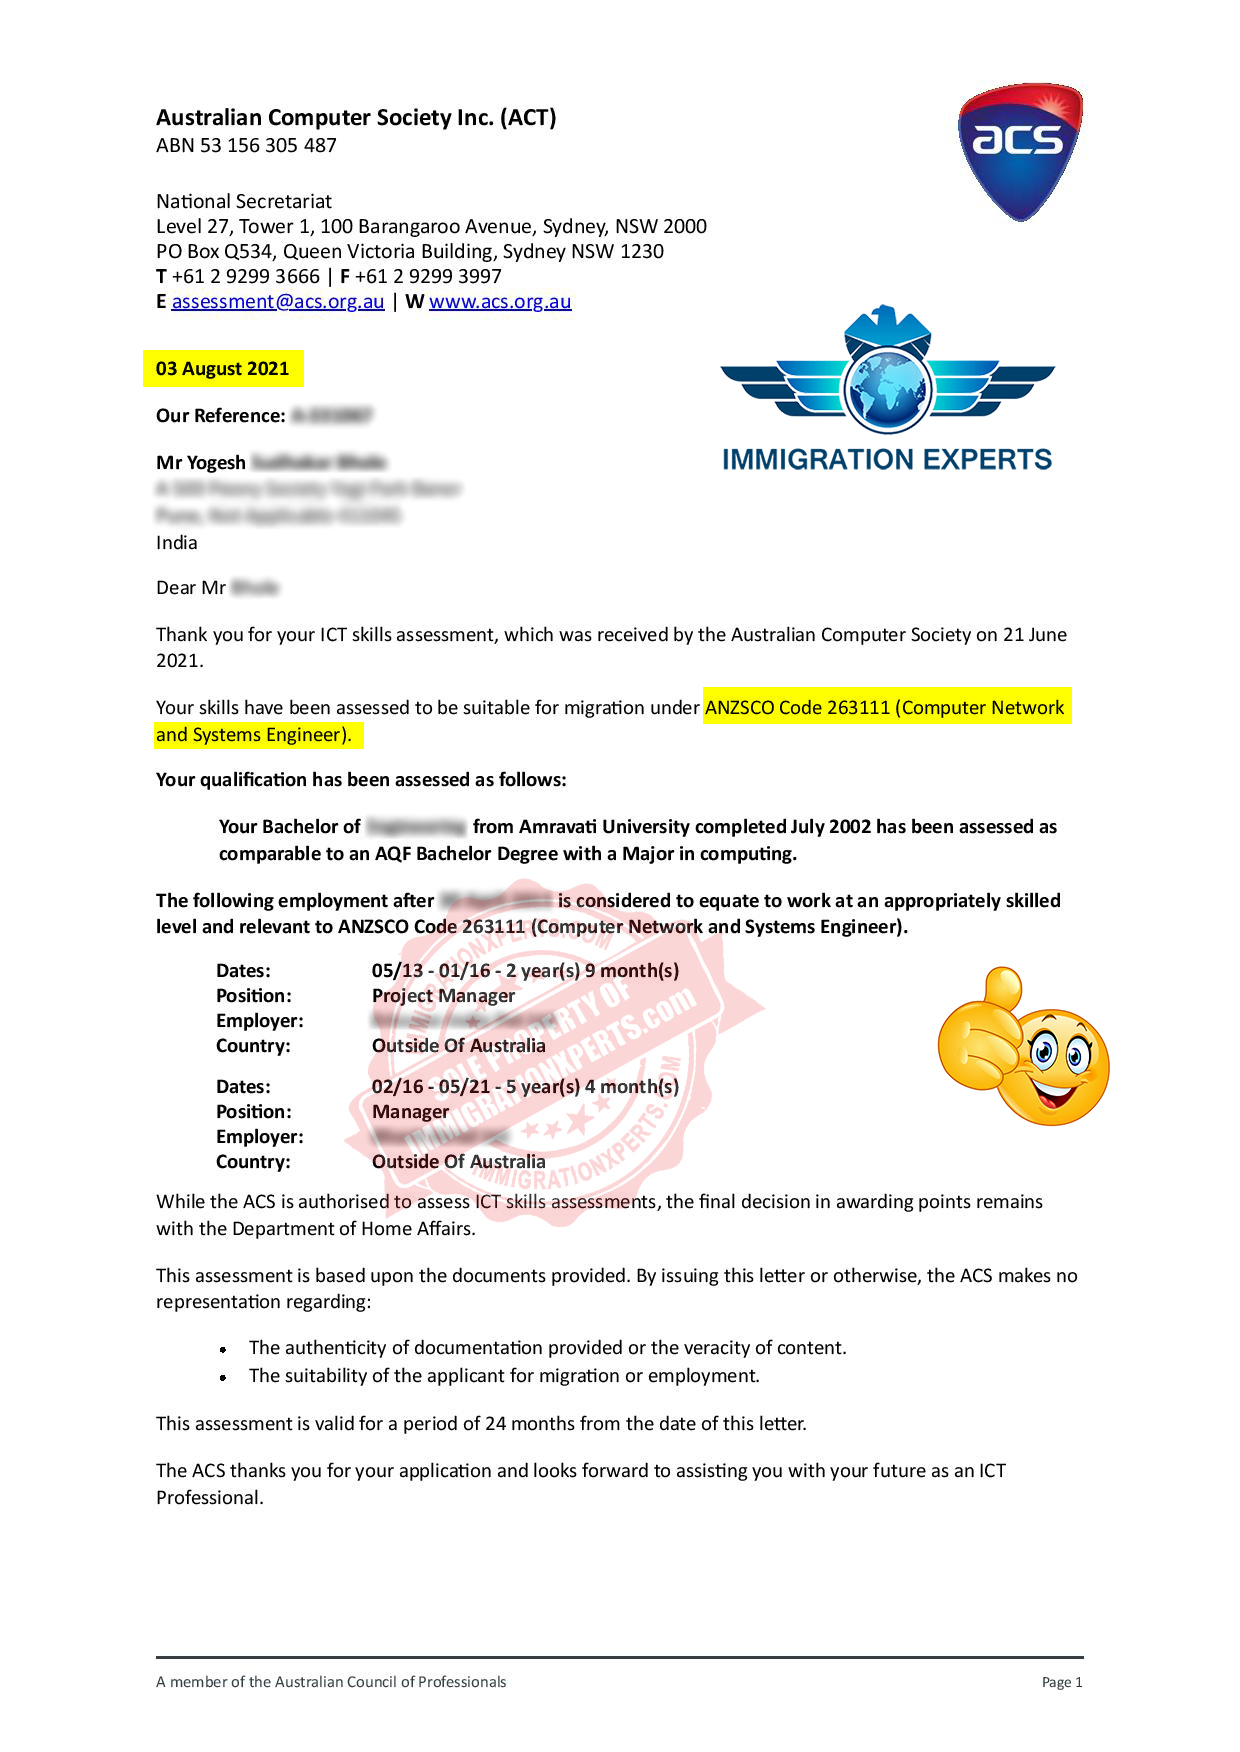 Australian Computer Society Inc. (ACT)
ABN 53 156 305 487
acs
National Secretariat
Level 27, Tower 1, 100 Barangaroo Avenue, Sydney, NSW 2000
PO Box Q534, Queen Victoria Building, Sydney NSW 1230
T +61 2 9299 3666 | F +61 2 9299 3997
E assessment@acs.org.au | W www.acs.org.au
03 August 2021
Our Reference:
IMMIGRATION EXPERTS
Mr Yogesh
India
Dear Mr
Thank you for your ICT skills assessment, which was received by the Australian Computer Society on 21 June
2021.
Your skills have been assessed to be suitable for migration under ANZSCO Code 263111 (Computer Network
and Systems Engineer).
Your qualification has been assessed as follows:
Your Bachelor of from Amravati University completed July 2002 has been assessed as
comparable to an AQF Bachelor Degree with a Major in computing.
The following employment after is considered to equate to work at an appropriately skilled
level and relevant to ANZSCO Code 263111 (Computer Network and Systems Engineer).
Dates: 05/13 - 01/16 - 2 year(s) 9 month(s)
Position: Project Manager
Employer:
Country: Outside Of Australia
Dates: 02/16 - 05/21 - 5 year(s) 4 month(s)
Position: Manager
Employer:
Country: Outside Of Australia
IMMIGRATIONXPERTS.COM
SOLE PROPERTY OF
IMMIGRATIONXPERTS.com
IMMIGRATIONXPERTS.COM
While the ACS is authorised to assess ICT skills assessments, the final decision in awarding points remains
with the Department of Home Affairs.
This assessment is based upon the documents provided. By issuing this letter or otherwise, the ACS makes no
representation regarding:
• The authenticity of documentation provided or the veracity of content.
• The suitability of the applicant for migration or employment.
This assessment is valid for a period of 24 months from the date of this letter.
The ACS thanks you for your application and looks forward to assisting you with your future as an ICT
Professional.
A member of the Australian Council of Professionals
Page 1